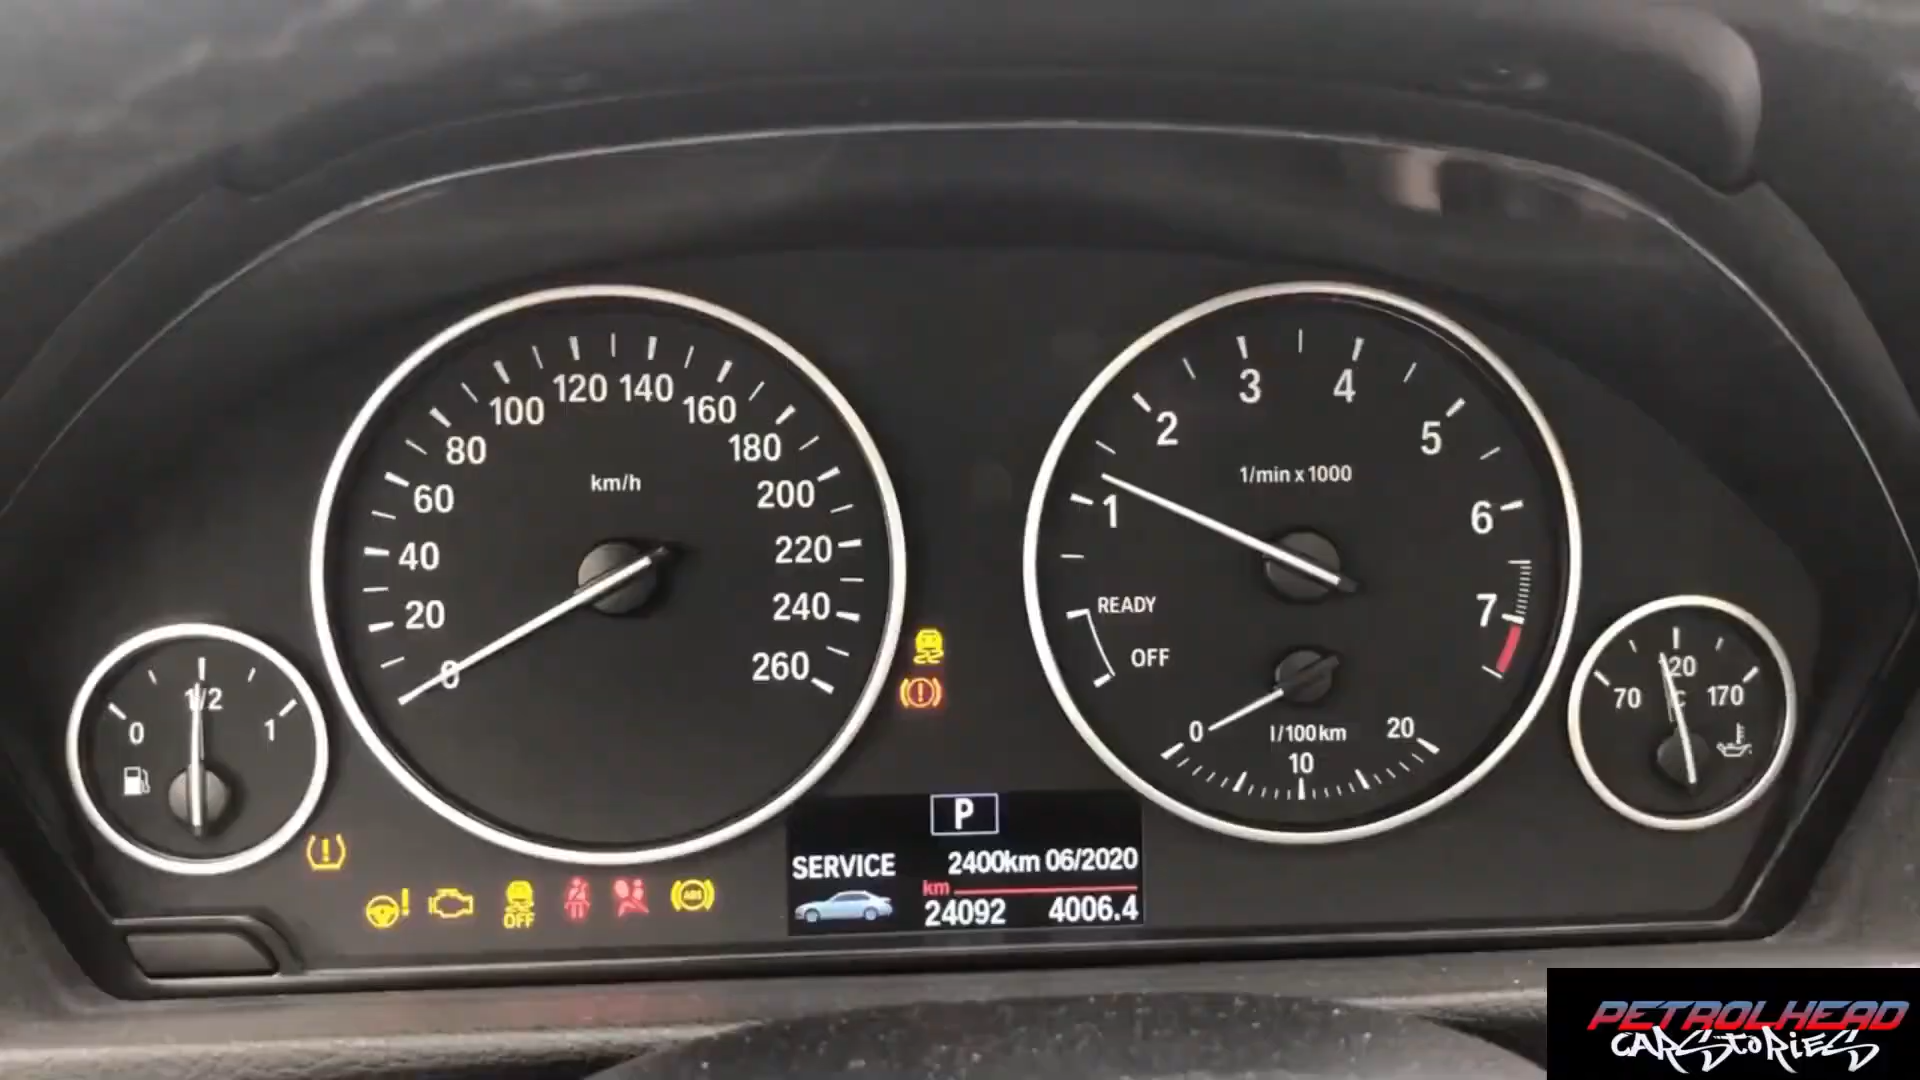 0 20 40 60 80 100 120 140 160 180 200 220 240 260
km/h
1 2 3 4 5 6 7
1/min x 1000
READY
OFF
0 10 20
l/100km
0 1/2 1
70 120 170
°C
OFF
ABS
P
SERVICE 2400km 06/2020
km
24092 4006.4
PETROLHEAD
CARSTORIES